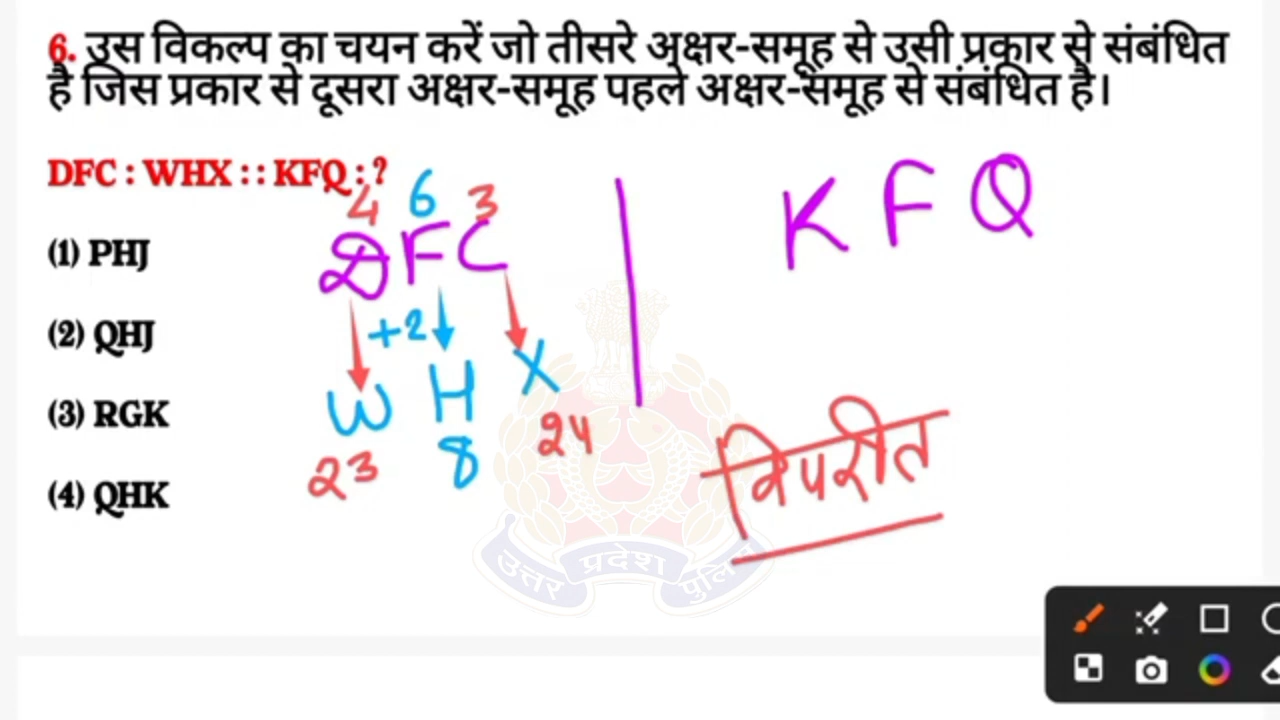 6. उस विकल्प का चयन करें जो तीसरे अक्षर-समूह से उसी प्रकार से संबंधित
है जिस प्रकार से दूसरा अक्षर-समूह पहले अक्षर-समूह से संबंधित है।
DFC : WHX : : KFQ : ?
(1) PHJ
(2) QHJ
(3) RGK
(4) QHK
4 6 3
D F C
+2
W H X
23 8 24
K F Q
विपरीत
उत्तर प्रदेश पुलिस